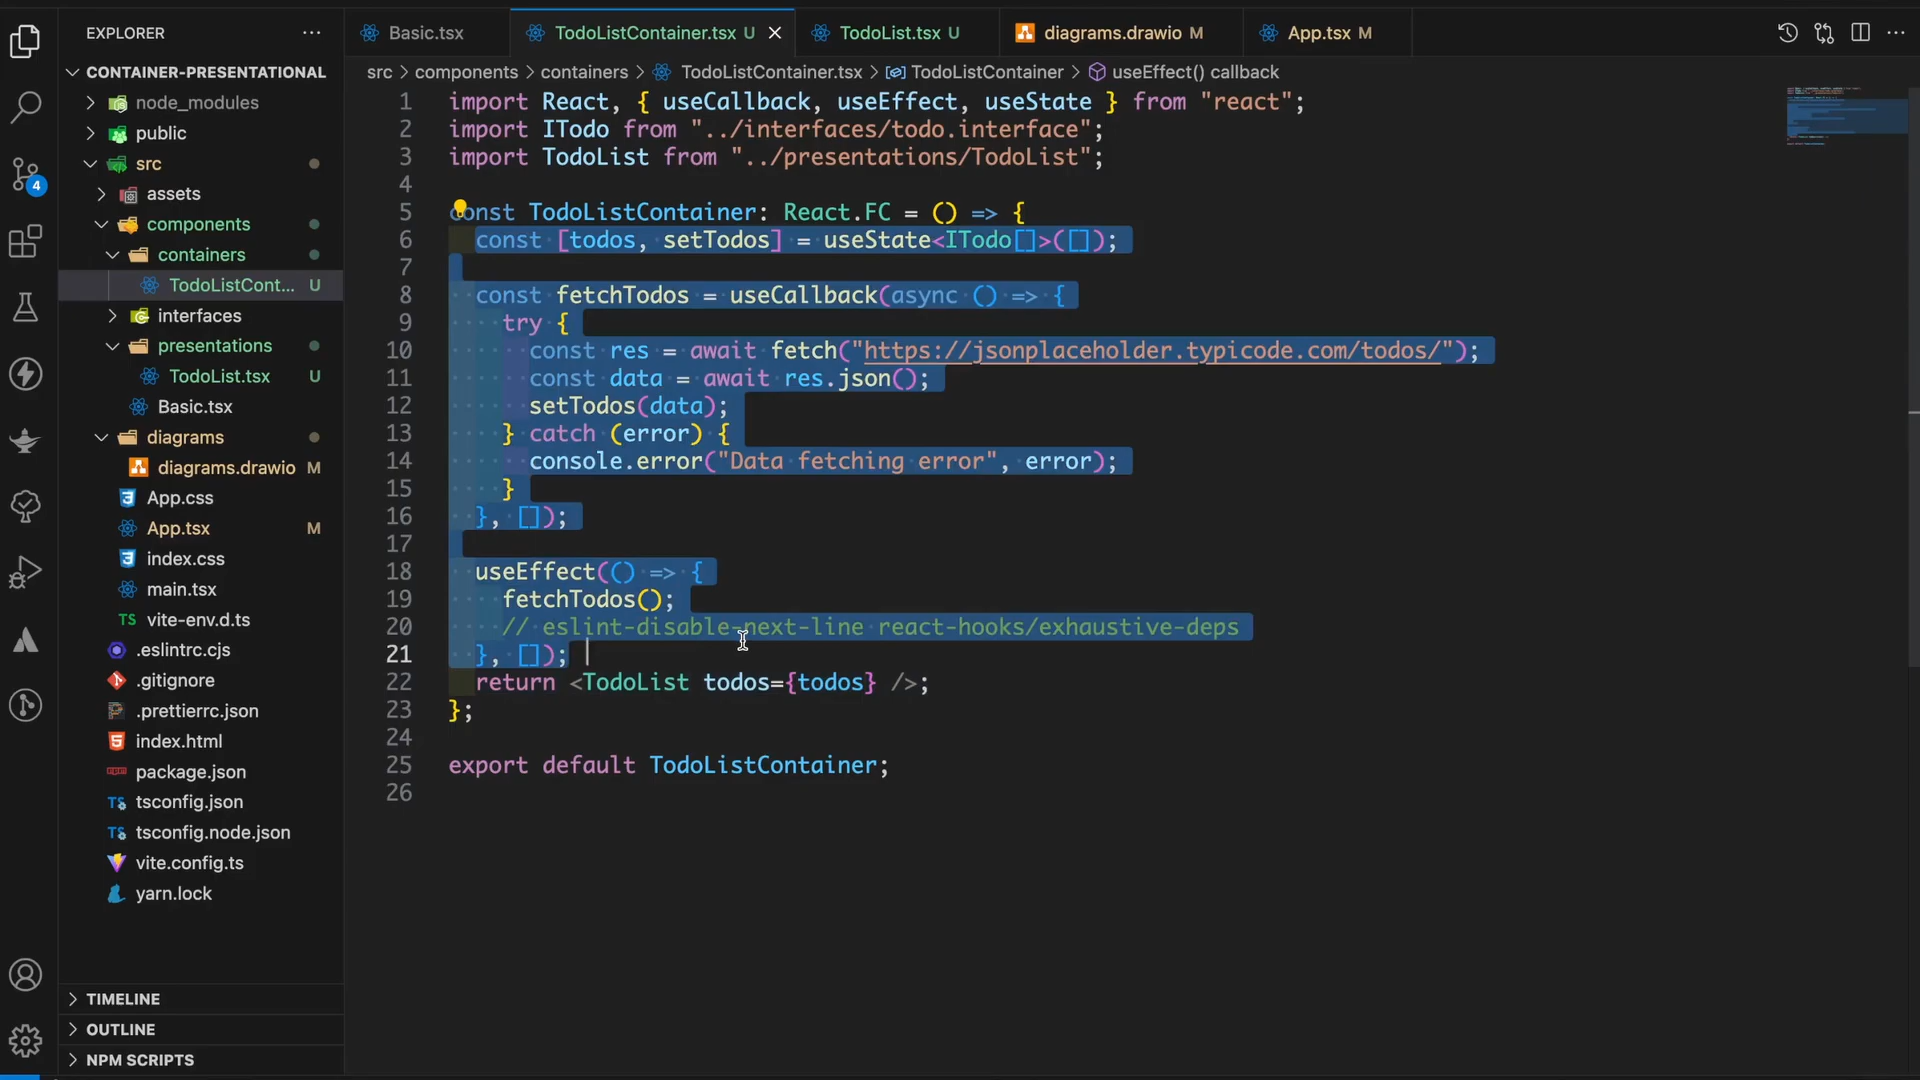 EXPLORER
CONTAINER-PRESENTATIONAL
node_modules
public
src
assets
components
containers
TodoListCont... U
interfaces
presentations
TodoList.tsx U
Basic.tsx
diagrams
diagrams.drawio M
App.css
App.tsx M
index.css
main.tsx
TS vite-env.d.ts
.eslintrc.cjs
.gitignore
.prettierrc.json
index.html
package.json
tsconfig.json
tsconfig.node.json
vite.config.ts
yarn.lock
TIMELINE
OUTLINE
NPM SCRIPTS
4
Basic.tsx TodoListContainer.tsx U TodoList.tsx U diagrams.drawio M App.tsx M
src > components > containers > TodoListContainer.tsx > TodoListContainer > useEffect() callback
1 import React, { useCallback, useEffect, useState } from "react";
2 import ITodo from "../interfaces/todo.interface";
3 import TodoList from "../presentations/TodoList";
4
5 const TodoListContainer: React.FC = () => {
6 const [todos, setTodos] = useState<ITodo[]>([]);
7
8 const fetchTodos = useCallback(async () => {
9 try {
10 const res = await fetch("https://jsonplaceholder.typicode.com/todos/");
11 const data = await res.json();
12 setTodos(data);
13 } catch (error) {
14 console.error("Data fetching error", error);
15 }
16 }, []);
17
18 useEffect(() => {
19 fetchTodos();
20 // eslint-disable-next-line react-hooks/exhaustive-deps
21 }, []);
22 return <TodoList todos={todos} />;
23 };
24
25 export default TodoListContainer;
26